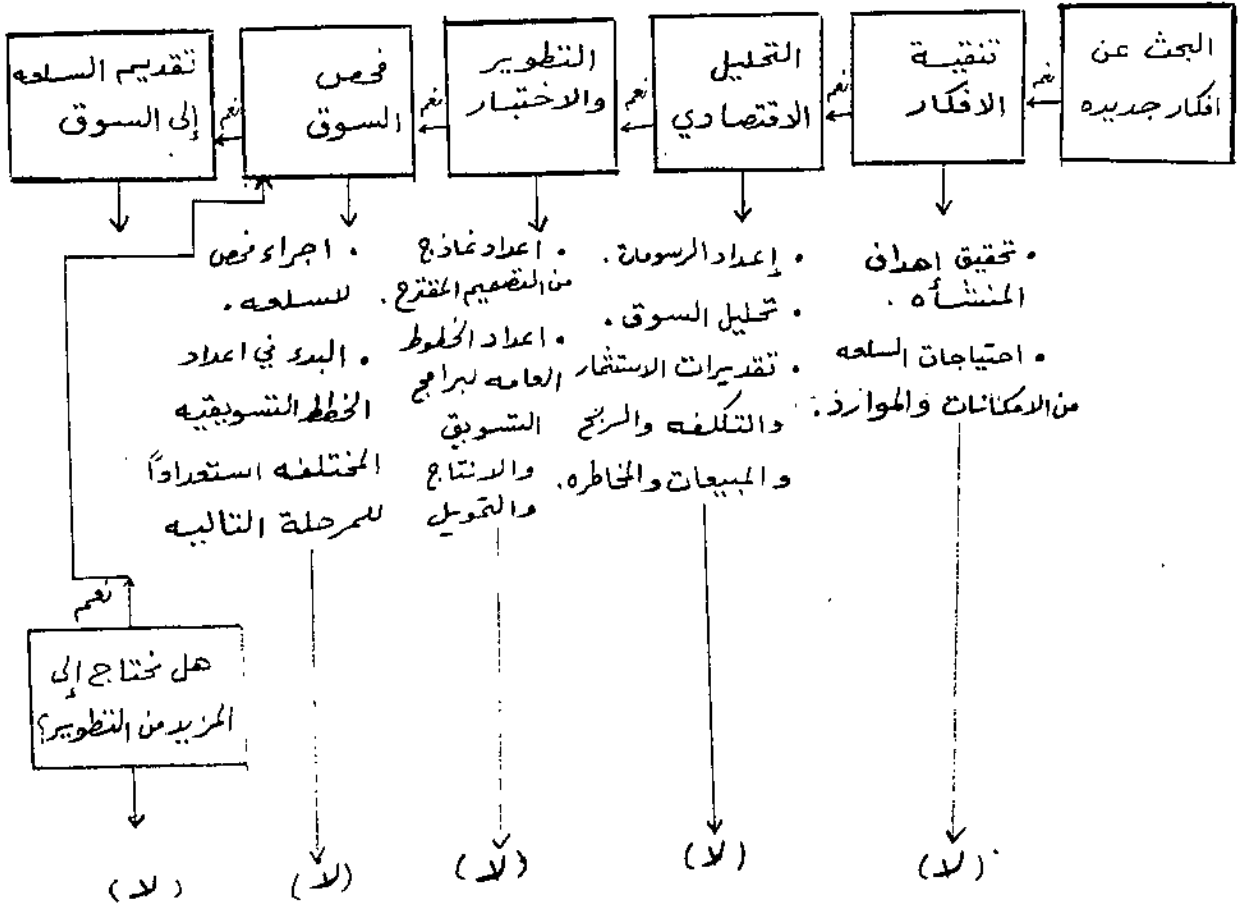 البحث عن
افكار جديده
نعم
تنقيـة
الافكار
نعم
التحليل
الاقتصادي
نعم
التطوير
والاختبار
نعم
فحص
السوق
نعم
تقديم السلعه
إلى السوق
• تحقيق اهداف
المنشأه .
• احتياجات السلعه
من الامكانات والموارد .
(لا)
• إعداد الرسومات .
• تحليل السوق .
• تقديرات الاستثمار
والتكلفه والربح
و المبيعات والمخاطره .
(لا)
• اعداد نماذج
من التصميم المقترح .
• اعداد الخطوط
العامه لبرامج
التسويق
والانتاج
والتمويل
(لا)
• اجراء فحص
للسلعه .
• البدء في اعداد
الخطط التسويقيه
المختلفه استعداداً
للمرحلة التاليه
(لا)
نعم
هل نحتاج إلى
المزيد من التطوير؟
(لا)